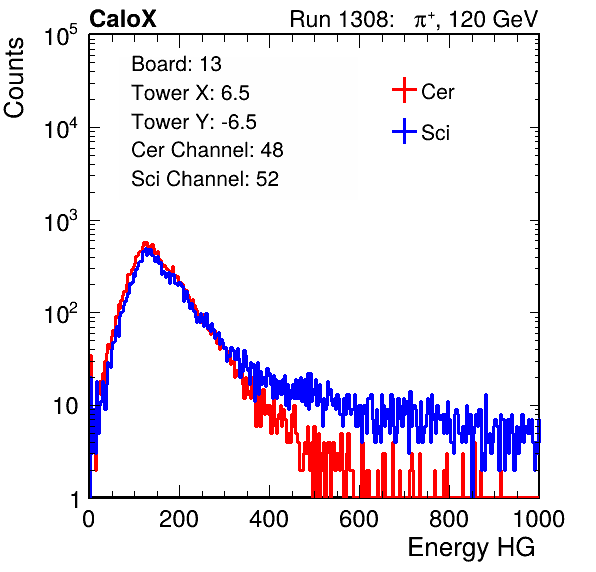 CaloX Run 1308: π⁺, 120 GeV
Counts
10⁵
10⁴
10³
10²
10
1
Board: 13
Tower X: 6.5
Tower Y: -6.5
Cer Channel: 48
Sci Channel: 52
Cer
Sci
0 200 400 600 800 1000
Energy HG